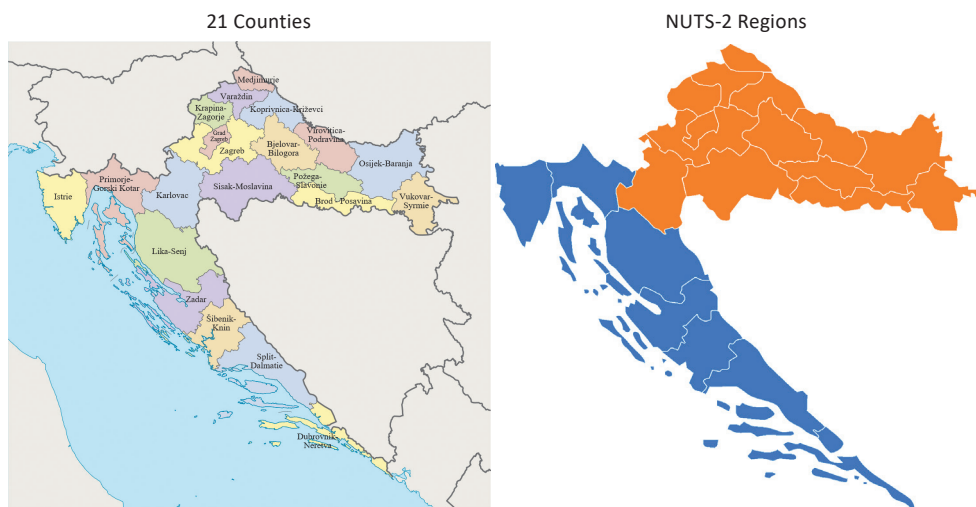 21 Counties
NUTS-2 Regions
Medjimurje
Varaždin
Krapina-
Zagorje
Koprivnica-Križevci
Grad
Zagreb
Zagreb
Virovitica-
Podravina
Bjelovar-
Bilogora
Osijek-Baranja
Primorje-
Gorski Kotar
Karlovac
Sisak-Moslavina
Požega-
Slavonie
Istrie
Brod - Posavina
Vukovar-
Syrmie
Lika-Senj
Zadar
Šibenik-
Knin
Split-
Dalmatie
Dubrovnik-
Neretva